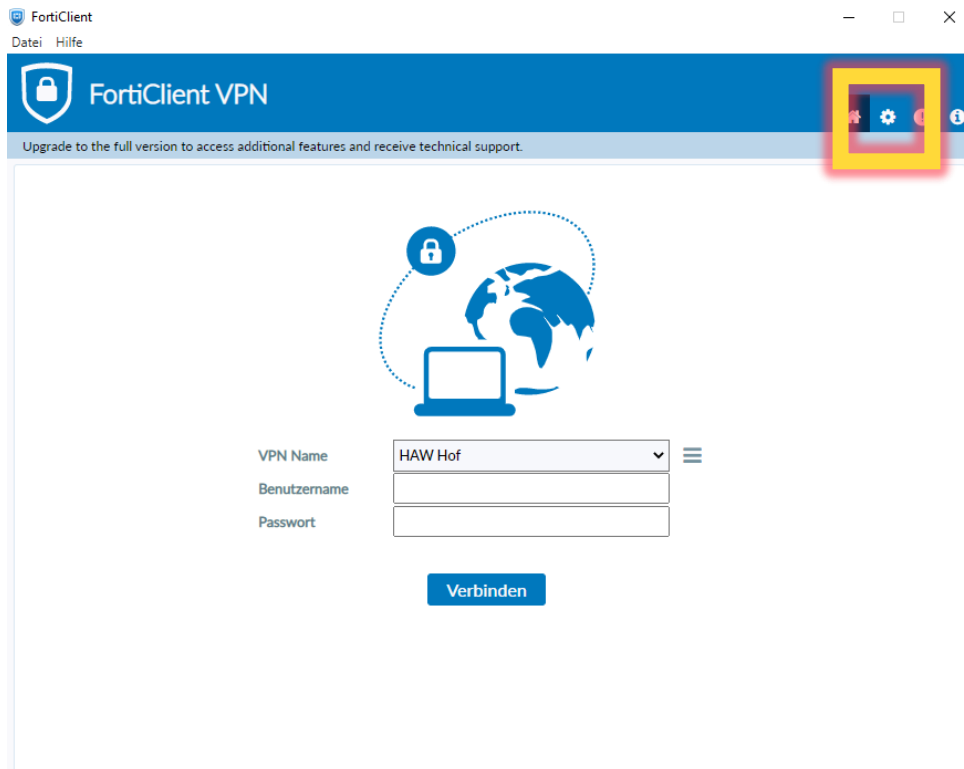 FortiClient
Datei Hilfe
FortiClient VPN
Upgrade to the full version to access additional features and receive technical support.
VPN Name HAW Hof
Benutzername
Passwort
Verbinden